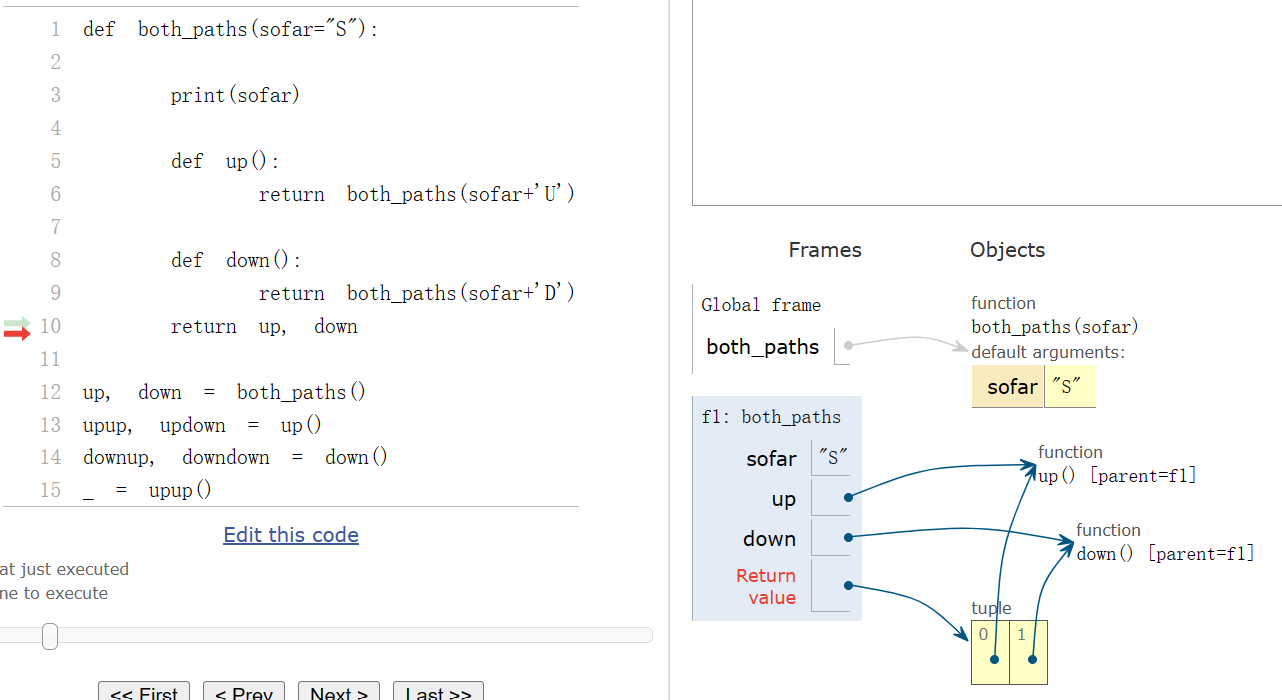 1 def both_paths(sofar="S"):
2
3 print(sofar)
4
5 def up():
6 return both_paths(sofar+'U')
7
8 def down():
9 return both_paths(sofar+'D')
10 return up, down
11
12 up, down = both_paths()
13 upup, updown = up()
14 downup, downdown = down()
15 _ = upup()
Edit this code
at just executed
ne to execute
<< First < Prev Next > Last >>
Frames Objects
Global frame
both_paths
function
both_paths(sofar)
default arguments:
sofar "S"
f1: both_paths
sofar "S"
up
down
Return
value
function
up() [parent=f1]
function
down() [parent=f1]
tuple
0 1